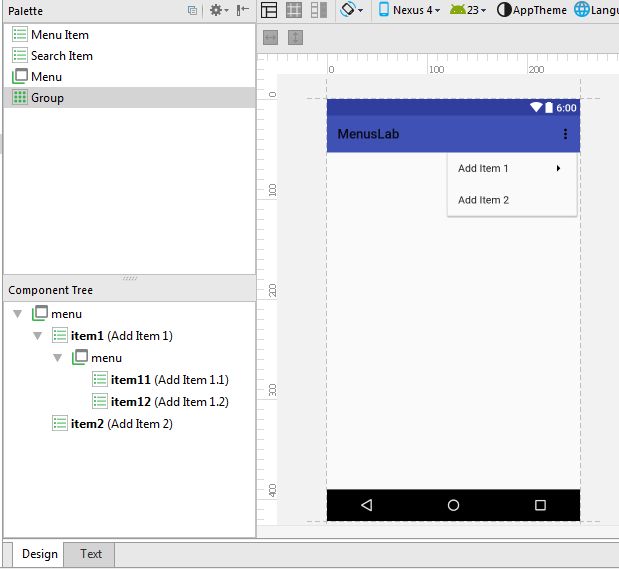 Palette
Menu Item
Search Item
Menu
Group
Component Tree
menu
item1 (Add Item 1)
menu
item11 (Add Item 1.1)
item12 (Add Item 1.2)
item2 (Add Item 2)
Design Text
Nexus 4 23 AppTheme Langu
0 100 200
0
100
200
300
400
6:00
MenusLab
Add Item 1
Add Item 2